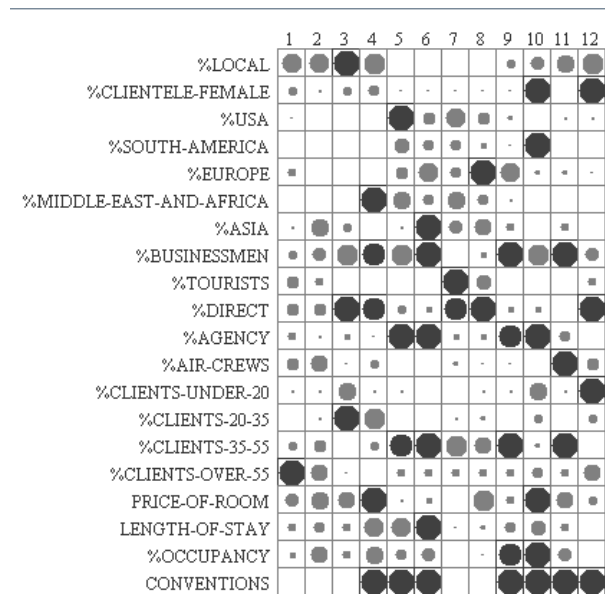 1 2 3 4 5 6 7 8 9 10 11 12
%LOCAL
%CLIENTELE-FEMALE
%USA
%SOUTH-AMERICA
%EUROPE
%MIDDLE-EAST-AND-AFRICA
%ASIA
%BUSINESSMEN
%TOURISTS
%DIRECT
%AGENCY
%AIR-CREWS
%CLIENTS-UNDER-20
%CLIENTS-20-35
%CLIENTS-35-55
%CLIENTS-OVER-55
PRICE-OF-ROOM
LENGTH-OF-STAY
%OCCUPANCY
CONVENTIONS